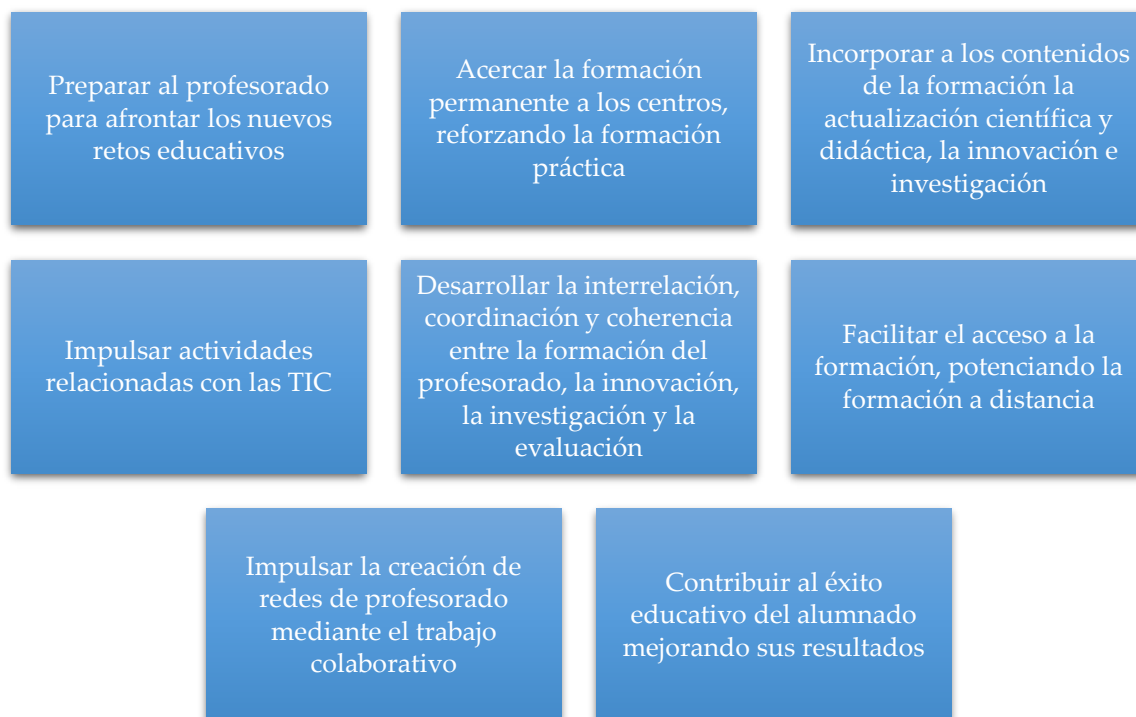 Preparar al profesorado
para afrontar los nuevos
retos educativos
Acercar la formación
permanente a los centros,
reforzando la formación
práctica
Incorporar a los contenidos
de la formación la
actualización científica y
didáctica, la innovación e
investigación
Impulsar actividades
relacionadas con las TIC
Desarrollar la interrelación,
coordinación y coherencia
entre la formación del
profesorado, la innovación,
la investigación y la
evaluación
Facilitar el acceso a la
formación, potenciando la
formación a distancia
Impulsar la creación de
redes de profesorado
mediante el trabajo
colaborativo
Contribuir al éxito
educativo del alumnado
mejorando sus resultados